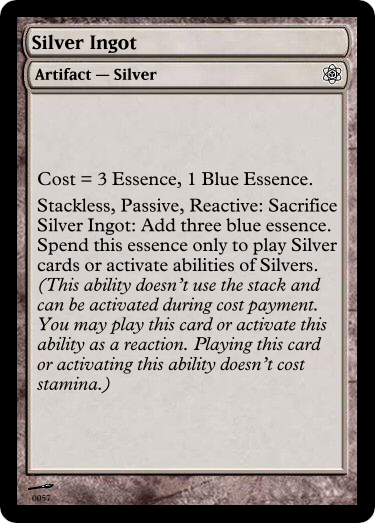 Silver Ingot
Artifact — Silver
Cost = 3 Essence, 1 Blue Essence.
Stackless, Passive, Reactive: Sacrifice
Silver Ingot: Add three blue essence.
Spend this essence only to play Silver
cards or activate abilities of Silvers.
(This ability doesn't use the stack and
can be activated during cost payment.
You may play this card or activate this
ability as a reaction. Playing this card
or activating this ability doesn't cost
stamina.)
0057